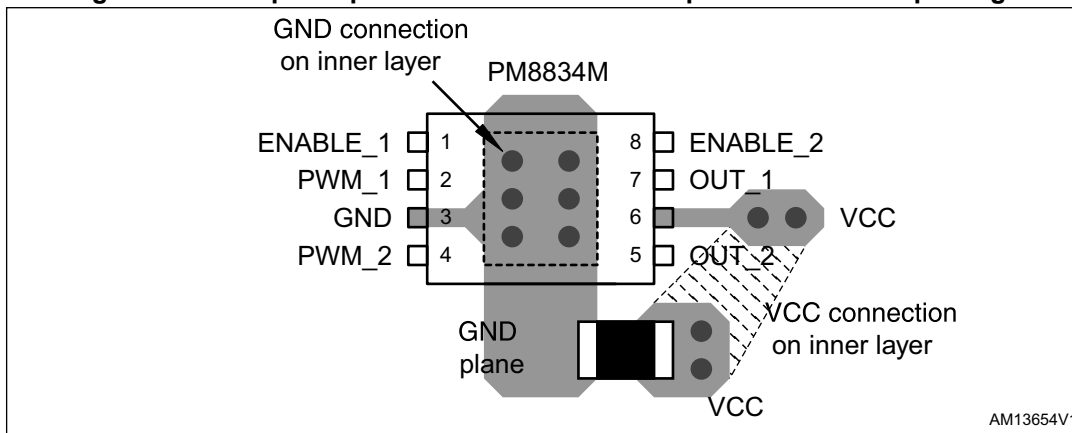 GND connection
on inner layer
PM8834M
ENABLE_1 1 8 ENABLE_2
PWM_1 2 7 OUT_1
GND 3 6 VCC
PWM_2 4 5 OUT_2
GND
plane
VCC connection
on inner layer
VCC
AM13654V1